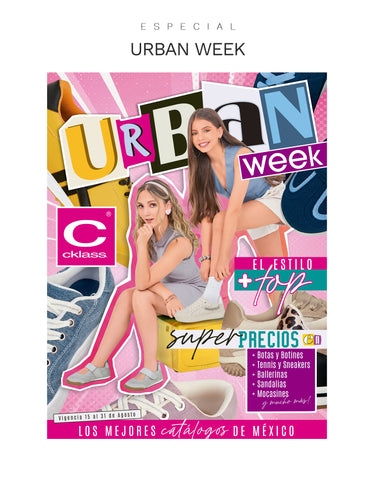 ESPECIAL
URBAN WEEK
URBaN
week
C®
cklass®
EL ESTILO
+ top
super PRECIOS
+ Botas y Botines
+ Tennis y Sneakers
+ Ballerinas
+ Sandalias
+ Mocasines
y mucho más!
Vigencia 15 al 31 de Agosto
LOS MEJORES catálogos DE MÉXICO